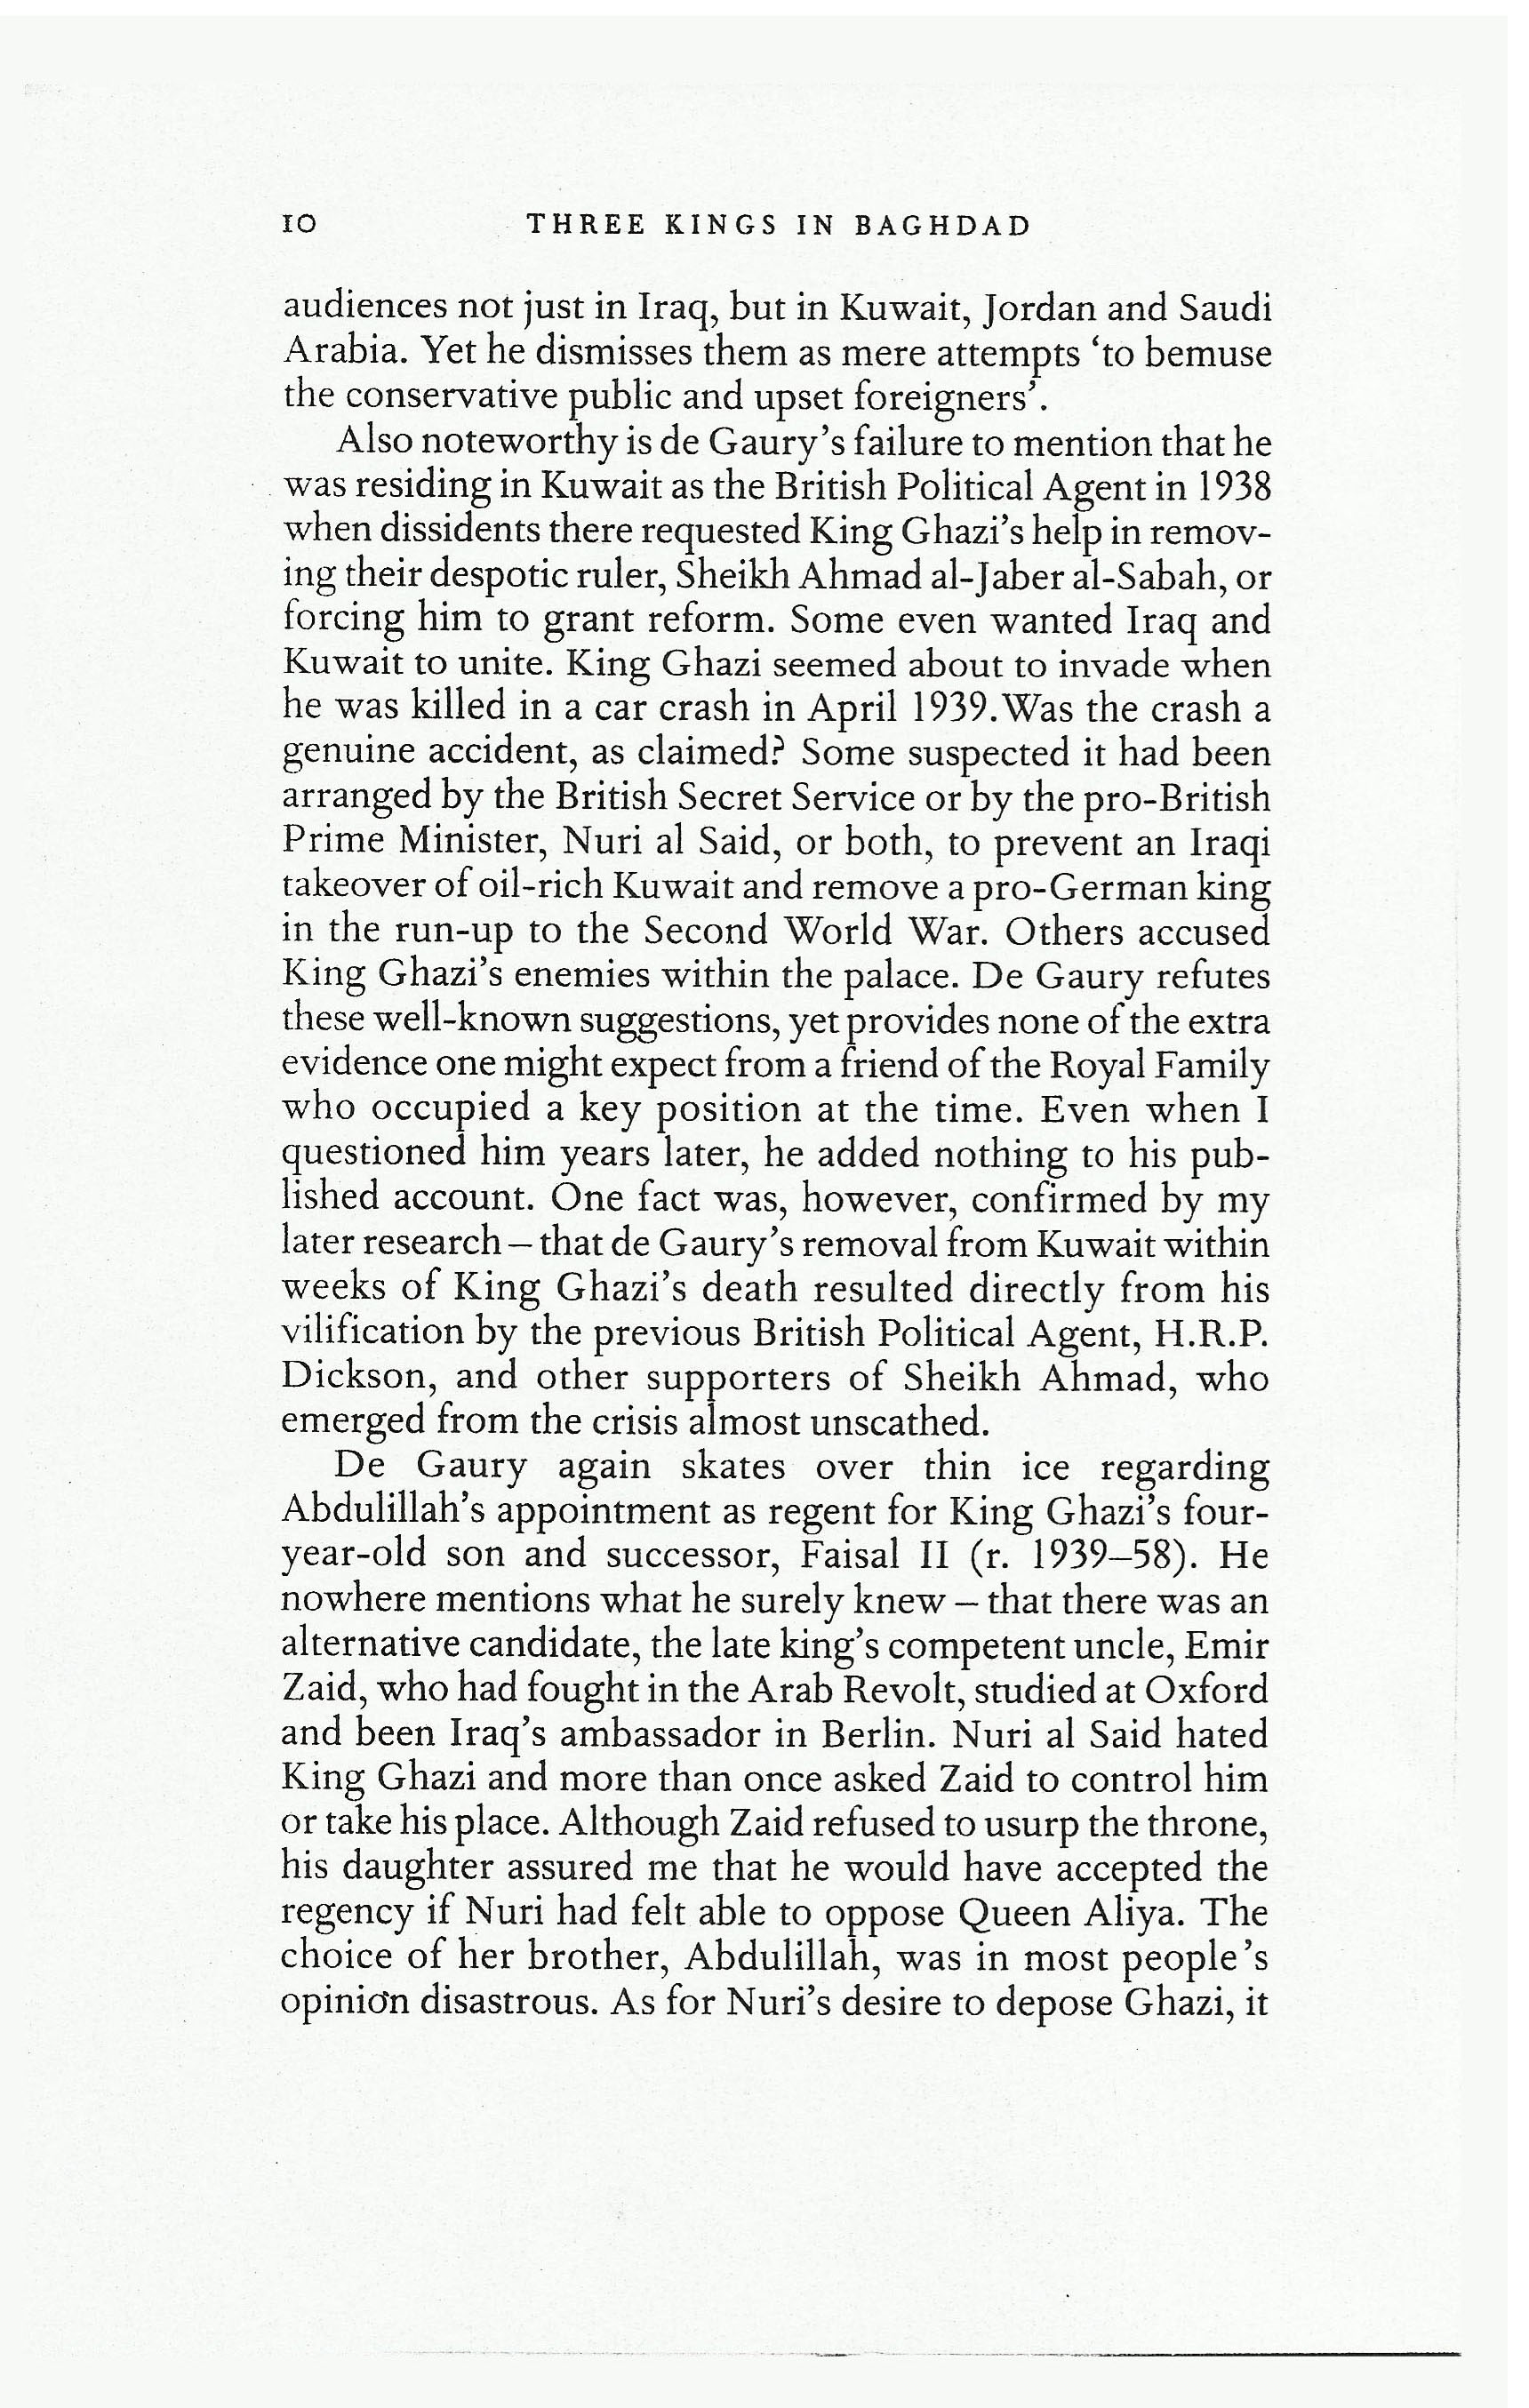 10 THREE KINGS IN BAGHDAD
audiences not just in Iraq, but in Kuwait, Jordan and Saudi
Arabia. Yet he dismisses them as mere attempts ‘to bemuse
the conservative public and upset foreigners’.
Also noteworthy is de Gaury’s failure to mention that he
was residing in Kuwait as the British Political Agent in 1938
when dissidents there requested King Ghazi’s help in remov-
ing their despotic ruler, Sheikh Ahmad al-Jaber al-Sabah, or
forcing him to grant reform. Some even wanted Iraq and
Kuwait to unite. King Ghazi seemed about to invade when
he was killed in a car crash in April 1939.Was the crash a
genuine accident, as claimed? Some suspected it had been
arranged by the British Secret Service or by the pro-British
Prime Minister, Nuri al Said, or both, to prevent an Iraqi
takeover of oil-rich Kuwait and remove a pro-German king
in the run-up to the Second World War. Others accused
King Ghazi’s enemies within the palace. De Gaury refutes
these well-known suggestions, yet provides none of the extra
evidence one might expect from a friend of the Royal Family
who occupied a key position at the time. Even when I
questioned him years later, he added nothing to his pub-
lished account. One fact was, however, confirmed by my
later research – that de Gaury’s removal from Kuwait within
weeks of King Ghazi’s death resulted directly from his
vilification by the previous British Political Agent, H.R.P.
Dickson, and other supporters of Sheikh Ahmad, who
emerged from the crisis almost unscathed.
De Gaury again skates over thin ice regarding
Abdulillah’s appointment as regent for King Ghazi’s four-
year-old son and successor, Faisal II (r. 1939–58). He
nowhere mentions what he surely knew – that there was an
alternative candidate, the late king’s competent uncle, Emir
Zaid, who had fought in the Arab Revolt, studied at Oxford
and been Iraq’s ambassador in Berlin. Nuri al Said hated
King Ghazi and more than once asked Zaid to control him
or take his place. Although Zaid refused to usurp the throne,
his daughter assured me that he would have accepted the
regency if Nuri had felt able to oppose Queen Aliya. The
choice of her brother, Abdulillah, was in most people’s
opinion disastrous. As for Nuri’s desire to depose Ghazi, it